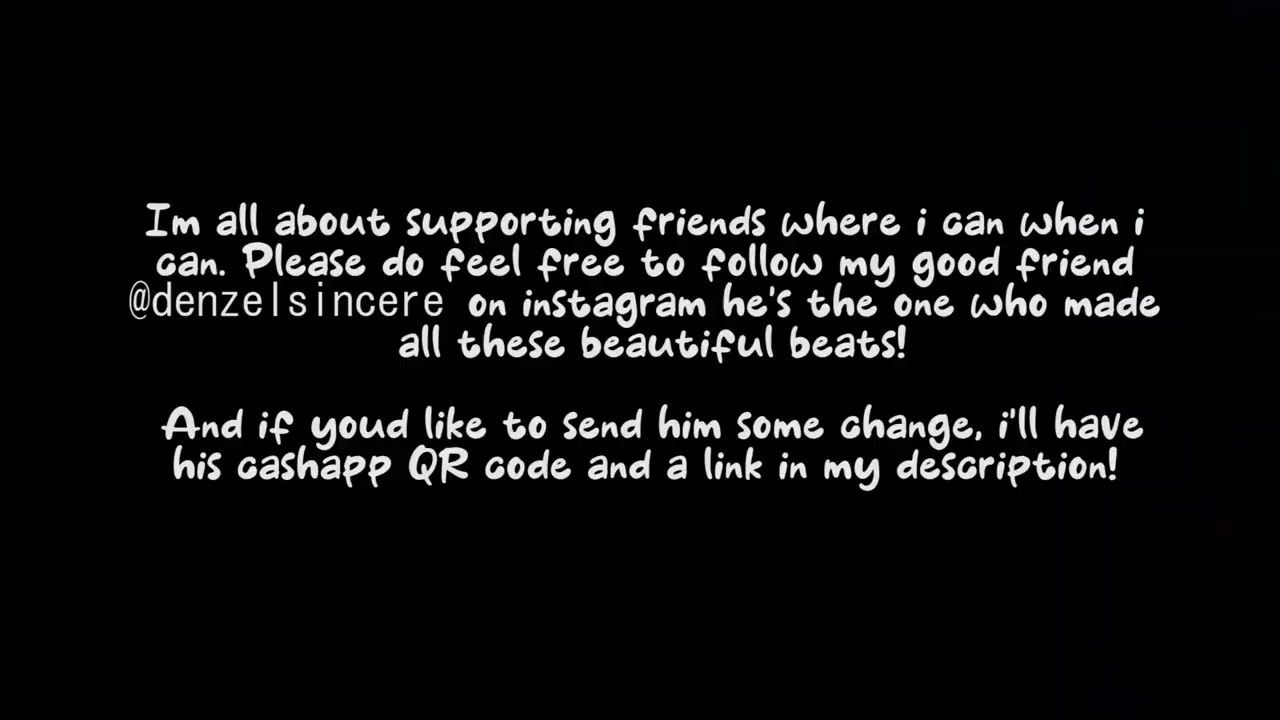 Im all about supporting friends where i can when i
can. Please do feel free to follow my good friend
@denzelsincere on instagram he's the one who made
all these beautiful beats!
And if youd like to send him some change, i'll have
his cashapp QR code and a link in my description!